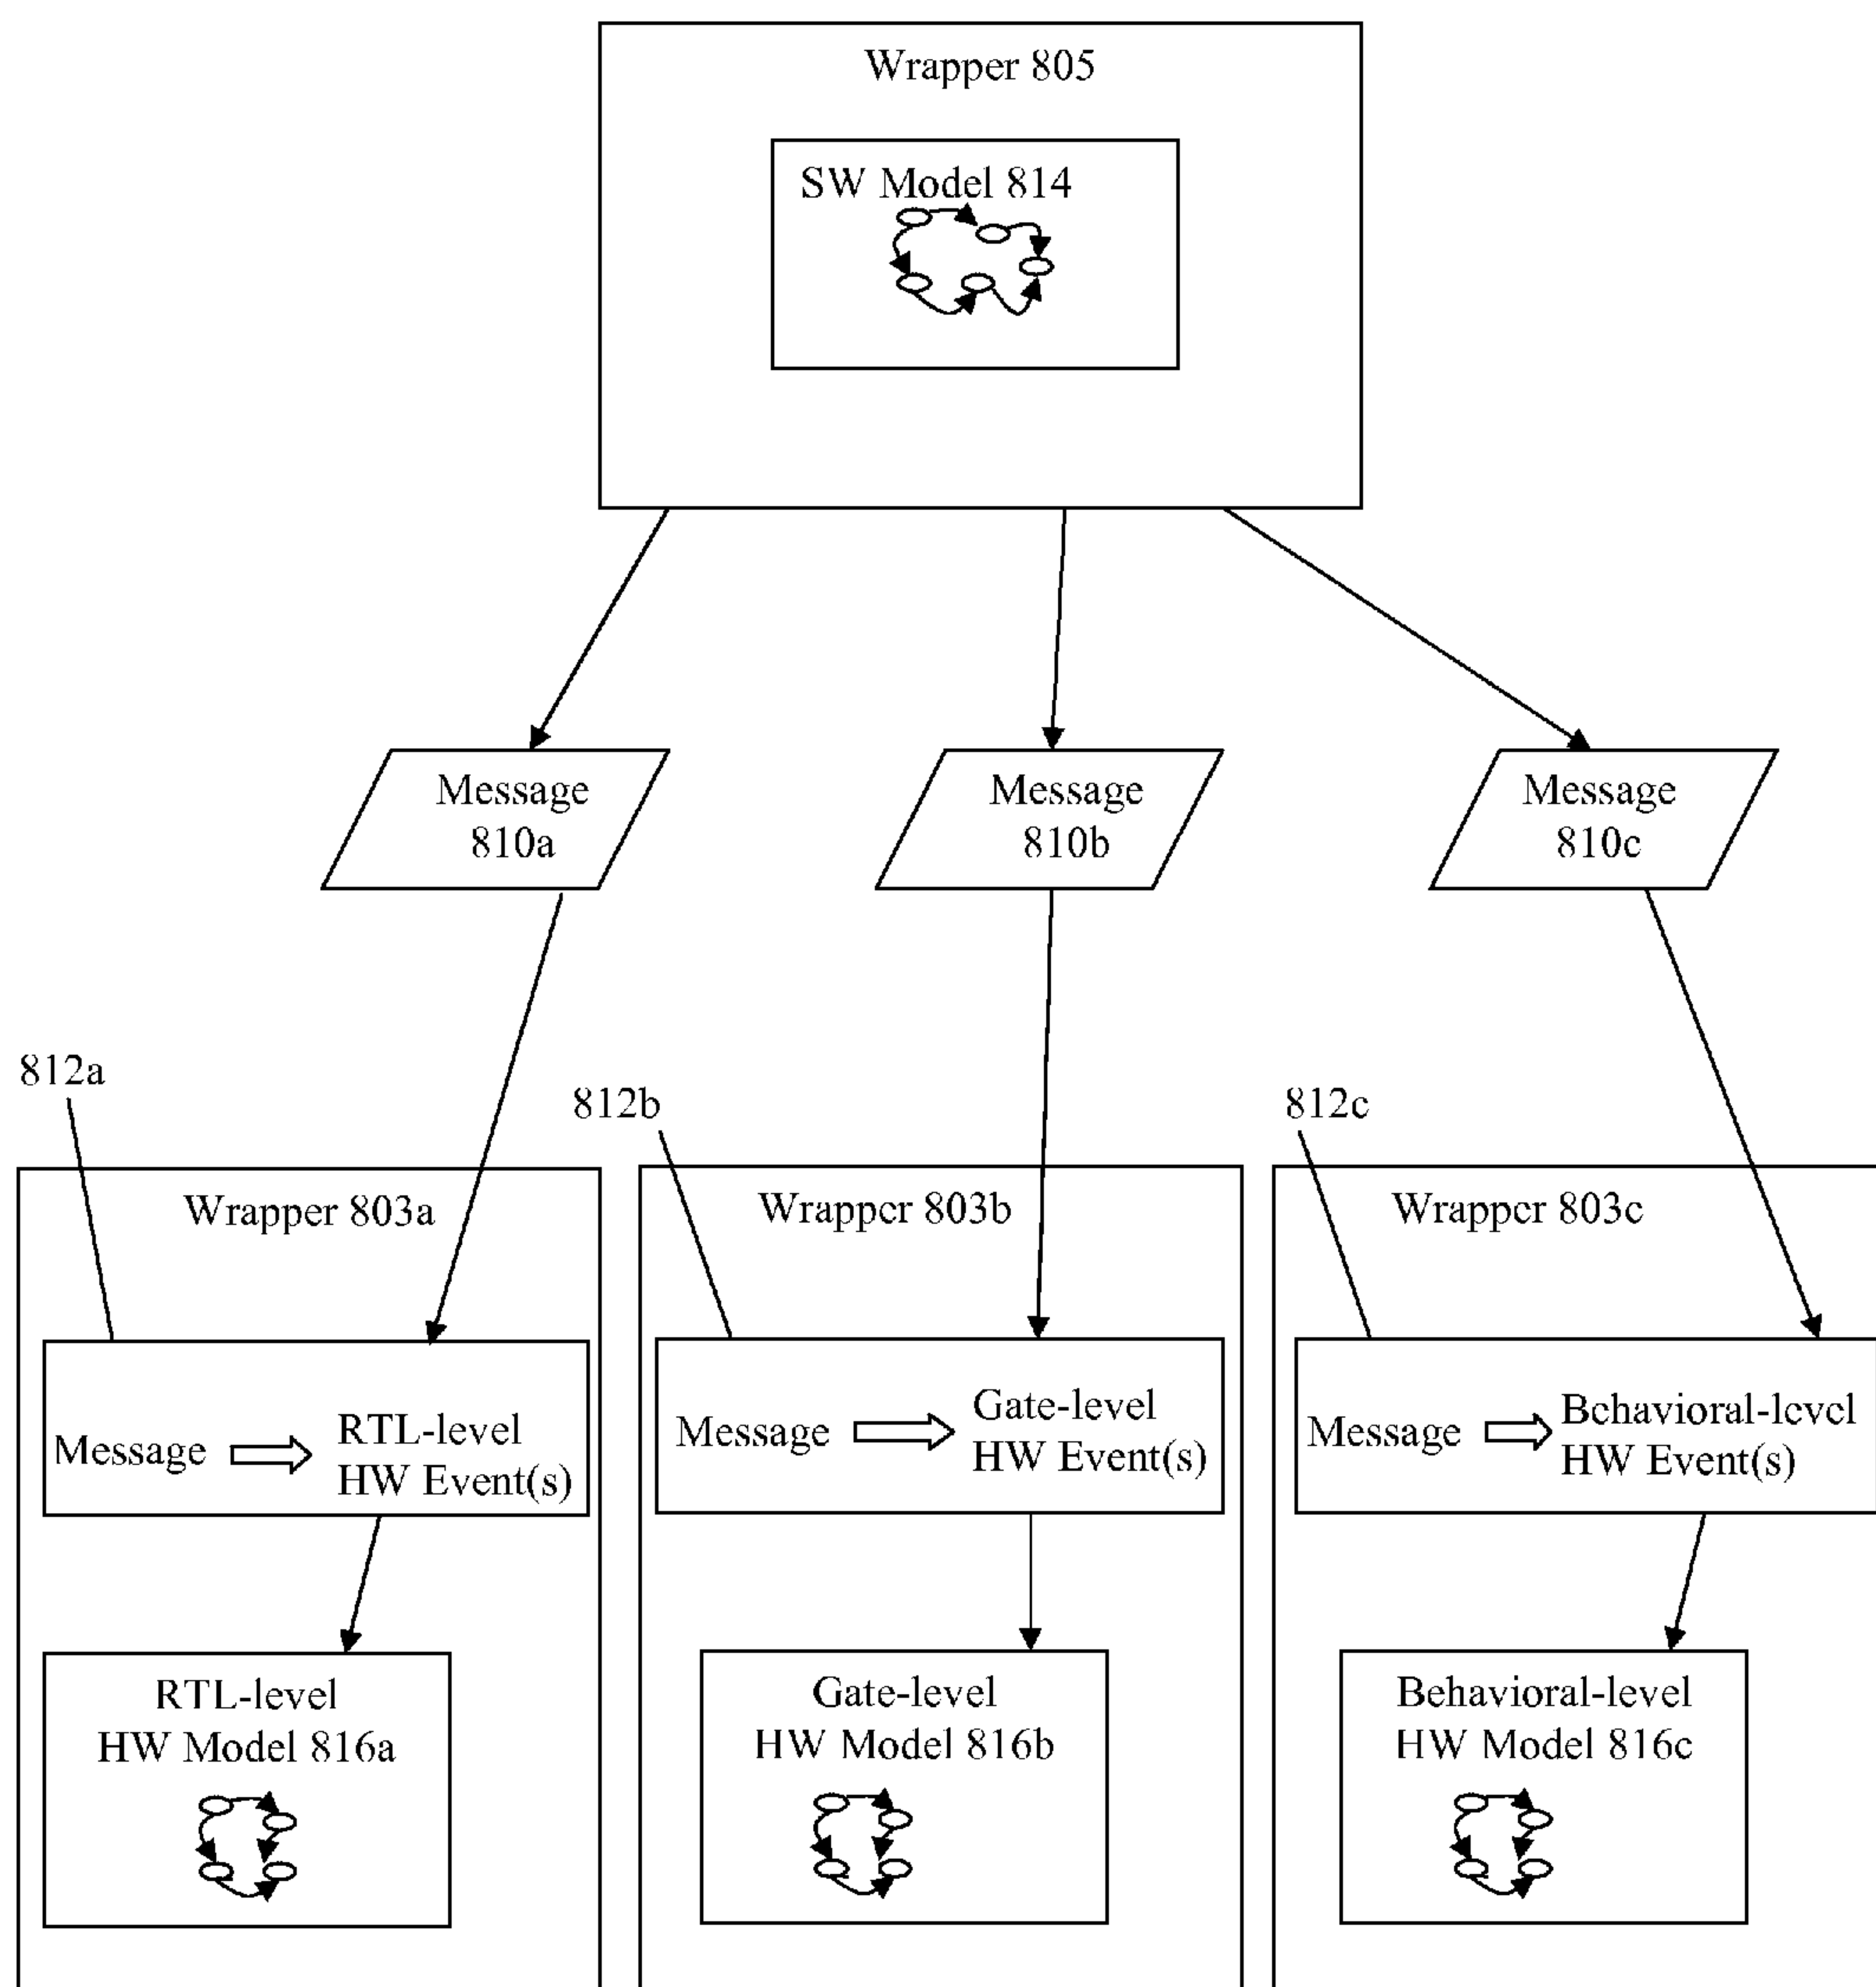 Wrapper 805
SW Model 814
Message
810a
Message
810b
Message
810c
812a
812b
812c
Wrapper 803a
Wrapper 803b
Wrapper 803c
Message
RTL-level
HW Event(s)
Message
Gate-level
HW Event(s)
Message
Behavioral-level
HW Event(s)
RTL-level
HW Model 816a
Gate-level
HW Model 816b
Behavioral-level
HW Model 816c